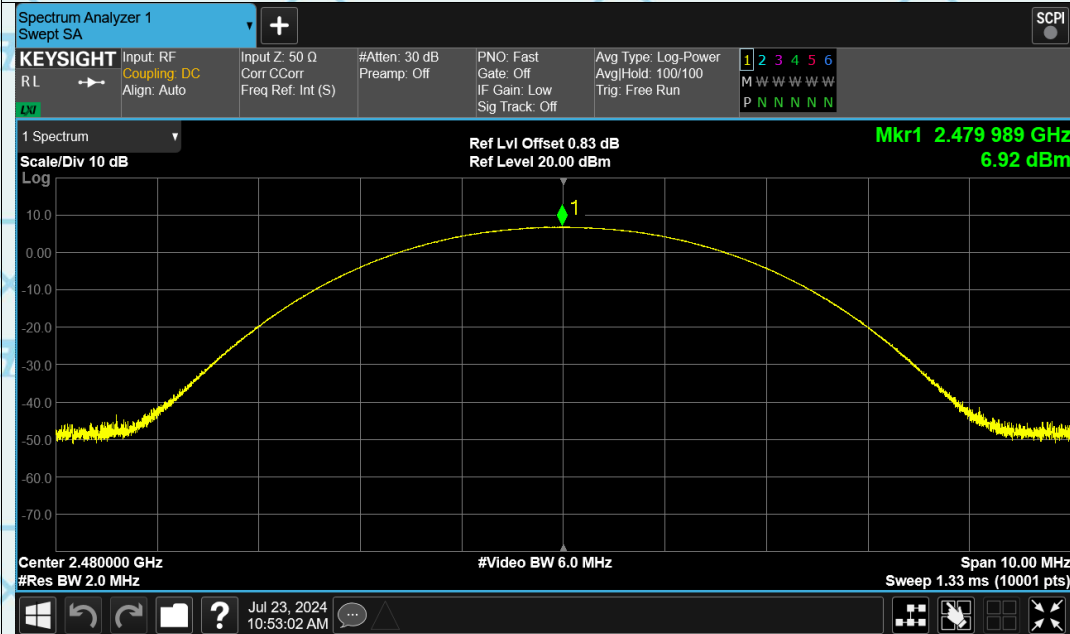 Spectrum Analyzer 1
Swept SA
+
SCPI
KEYSIGHT
RL
LXI
Input: RF
Coupling: DC
Align: Auto
Input Z: 50 Ω
Corr CCorr
Freq Ref: Int (S)
#Atten: 30 dB
Preamp: Off
PNO: Fast
Gate: Off
IF Gain: Low
Sig Track: Off
Avg Type: Log-Power
Avg|Hold: 100/100
Trig: Free Run
1 2 3 4 5 6
M W W W W W
P N N N N N
1 Spectrum
Scale/Div 10 dB
Ref Lvl Offset 0.83 dB
Ref Level 20.00 dBm
Mkr1 2.479 989 GHz
6.92 dBm
Log
1
10.0
0.00
-10.0
-20.0
-30.0
-40.0
-50.0
-60.0
-70.0
Center 2.480000 GHz
#Res BW 2.0 MHz
#Video BW 6.0 MHz
Span 10.00 MHz
Sweep 1.33 ms (10001 pts)
?
Jul 23, 2024
10:53:02 AM